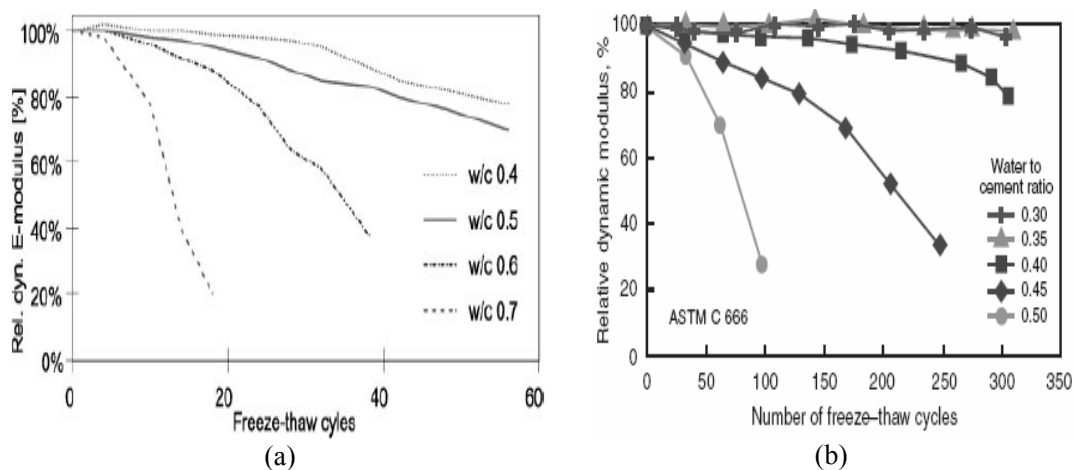 Rel. dyn. E-modulus [%]
100%
80%
60%
40%
20%
0%
w/c 0.4
w/c 0.5
w/c 0.6
w/c 0.7
0
20
40
60
Freeze-thaw cyles
(a)
Relative dynamic modulus, %
100
80
60
40
20
0
Water to
cement ratio
0.30
0.35
0.40
0.45
0.50
ASTM C 666
0 50 100 150 200 250 300 350
Number of freeze–thaw cycles
(b)